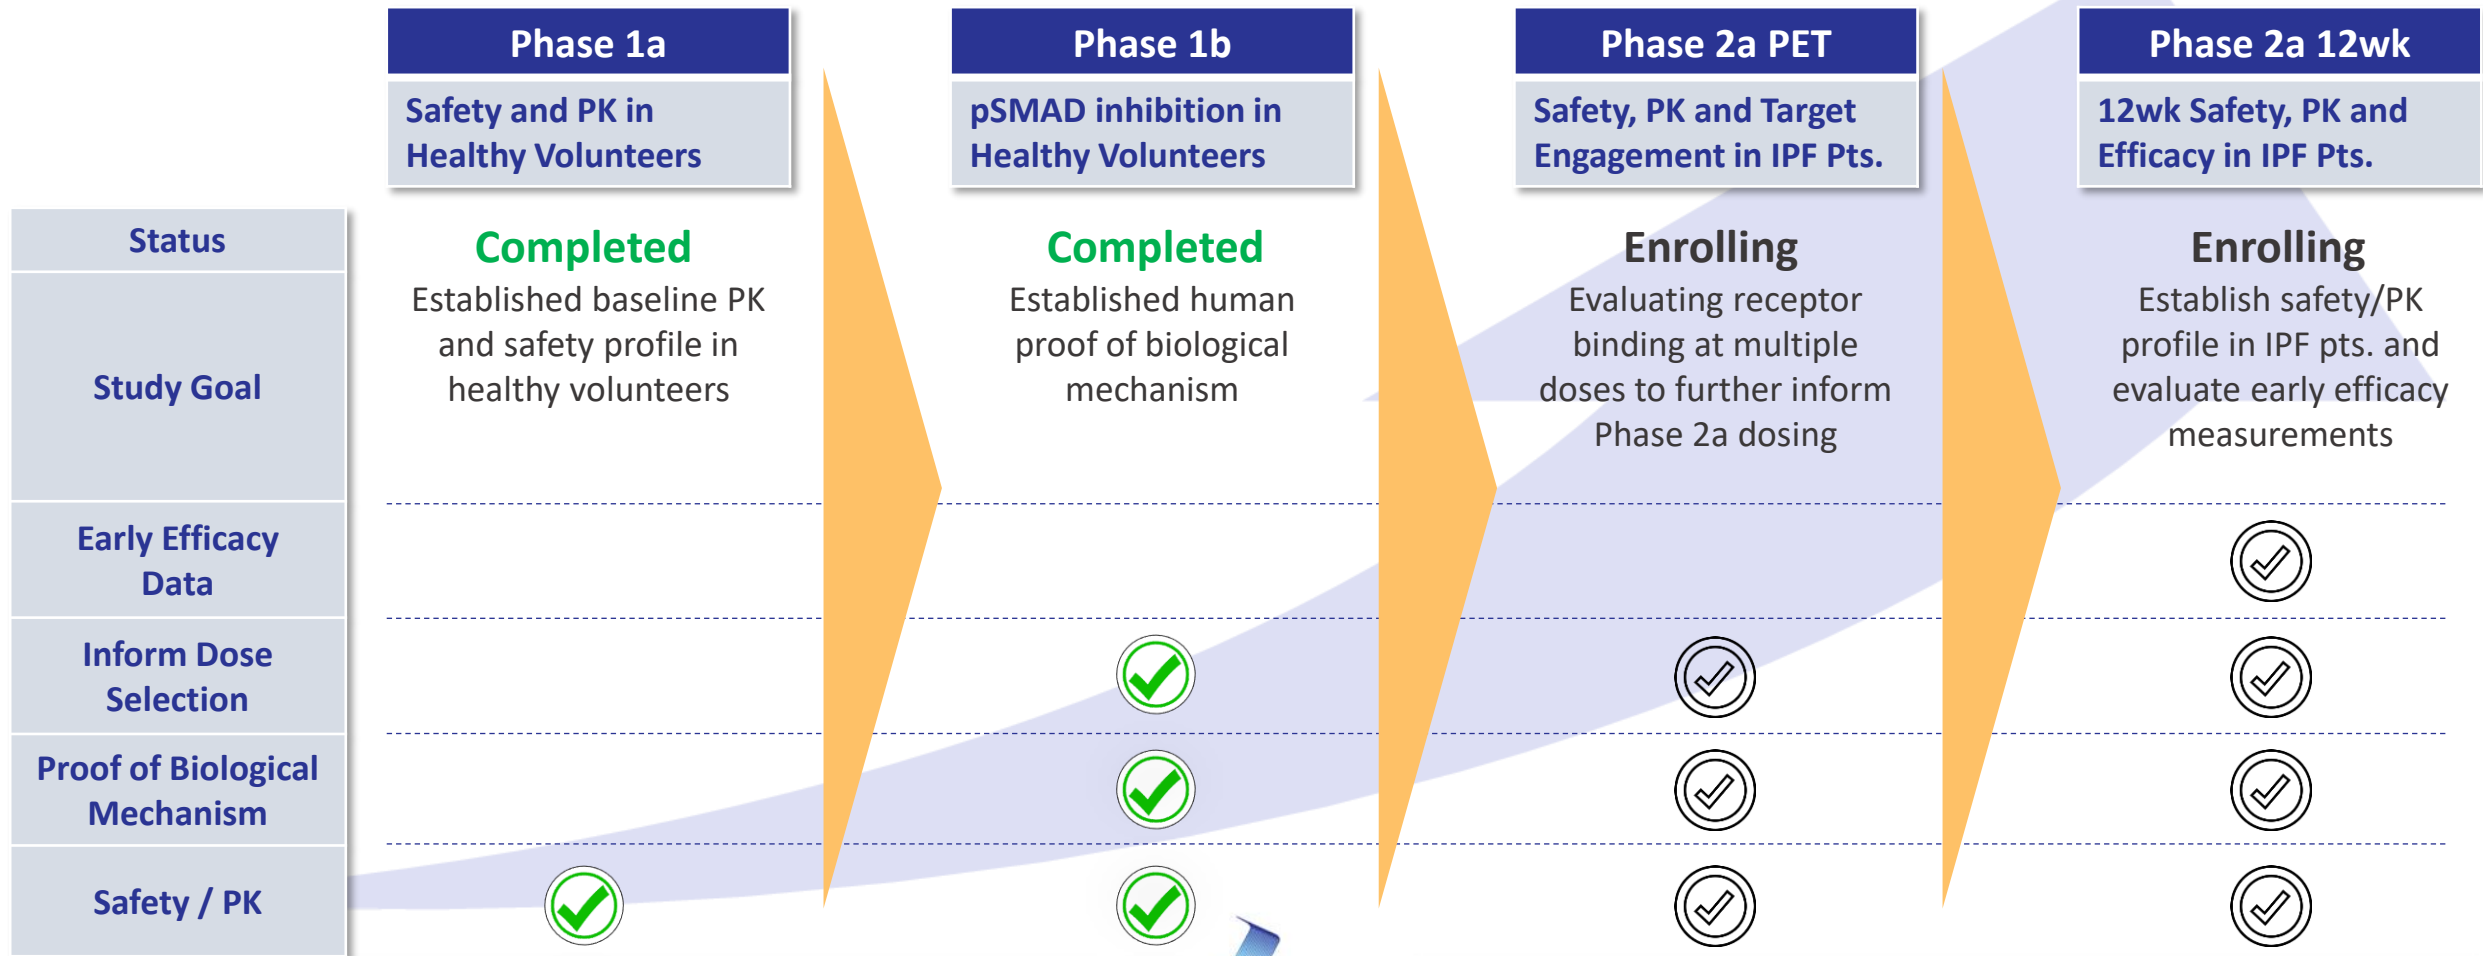 Phase 1a
Phase 1b
Phase 2a PET
Phase 2a 12wk
Safety and PK in
Healthy Volunteers
pSMAD inhibition in
Healthy Volunteers
Safety, PK and Target
Engagement in IPF Pts.
12wk Safety, PK and
Efficacy in IPF Pts.
Status
Completed
Completed
Enrolling
Enrolling
Study Goal
Established baseline PK
and safety profile in
healthy volunteers
Established human
proof of biological
mechanism
Evaluating receptor
binding at multiple
doses to further inform
Phase 2a dosing
Establish safety/PK
profile in IPF pts. and
evaluate early efficacy
measurements
Early Efficacy
Data
Inform Dose
Selection
Proof of Biological
Mechanism
Safety / PK